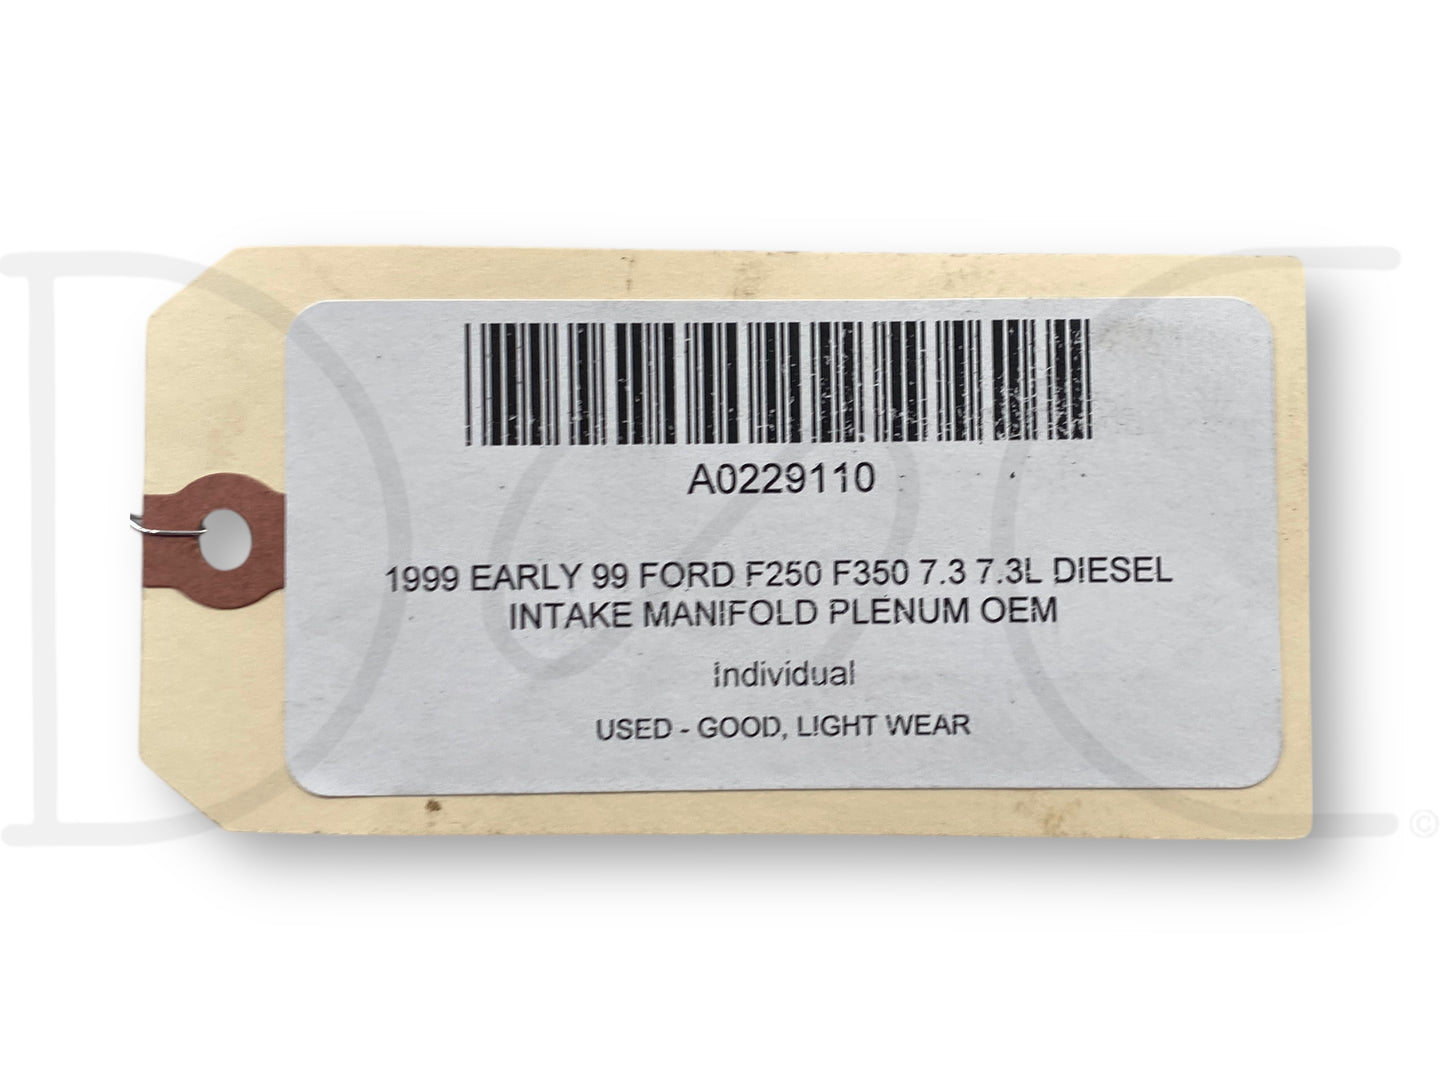 A0229110
1999 EARLY 99 FORD F250 F350 7.3 7.3L DIESEL
INTAKE MANIFOLD PLENUM OEM
Individual
USED - GOOD, LIGHT WEAR
©